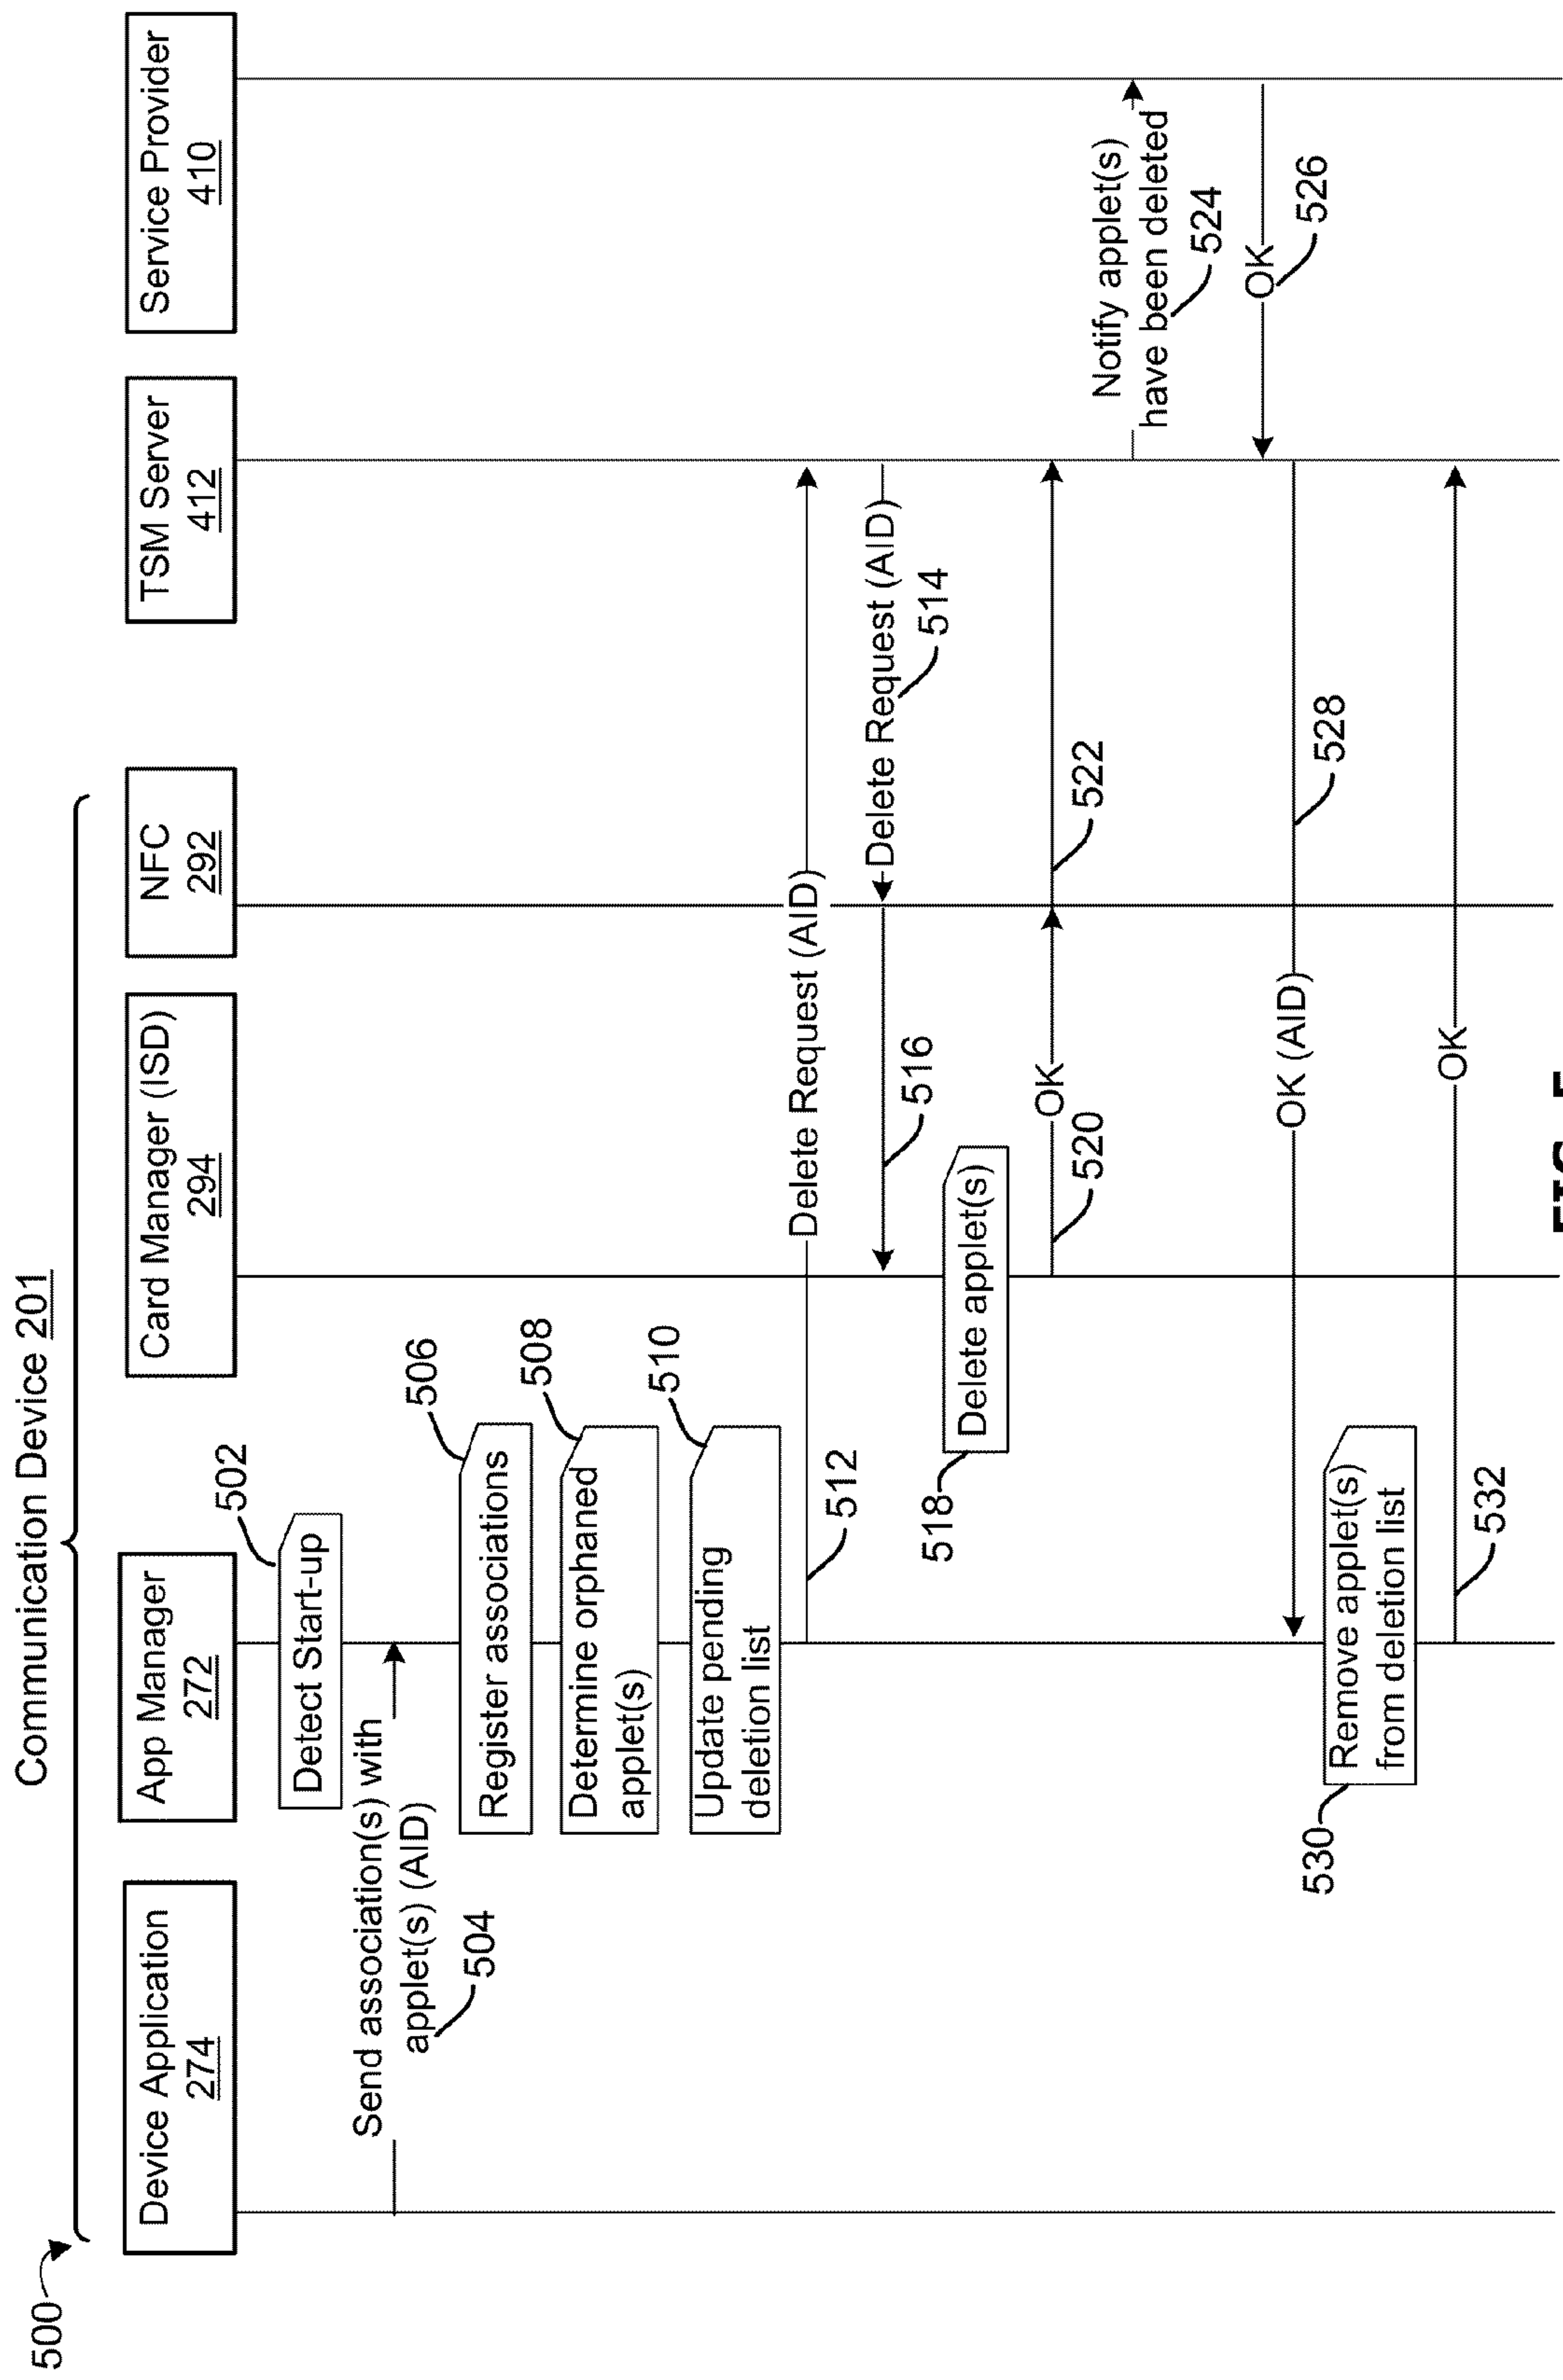 500
Communication Device 201
Device Application
274
App Manager
272
Card Manager (ISD)
294
NFC
292
TSM Server
412
Service Provider
410
502
Detect Start-up
Send association(s) with
applet(s) (AID)
504
506
Register associations
508
Determine orphaned
applet(s)
510
Update pending
deletion list
512
Delete Request (AID)
Delete Request (AID)
514
516
518
Delete applet(s)
OK
520
522
Notify applet(s)
have been deleted
524
OK
526
OK (AID)
528
530
Remove applet(s)
from deletion list
OK
532